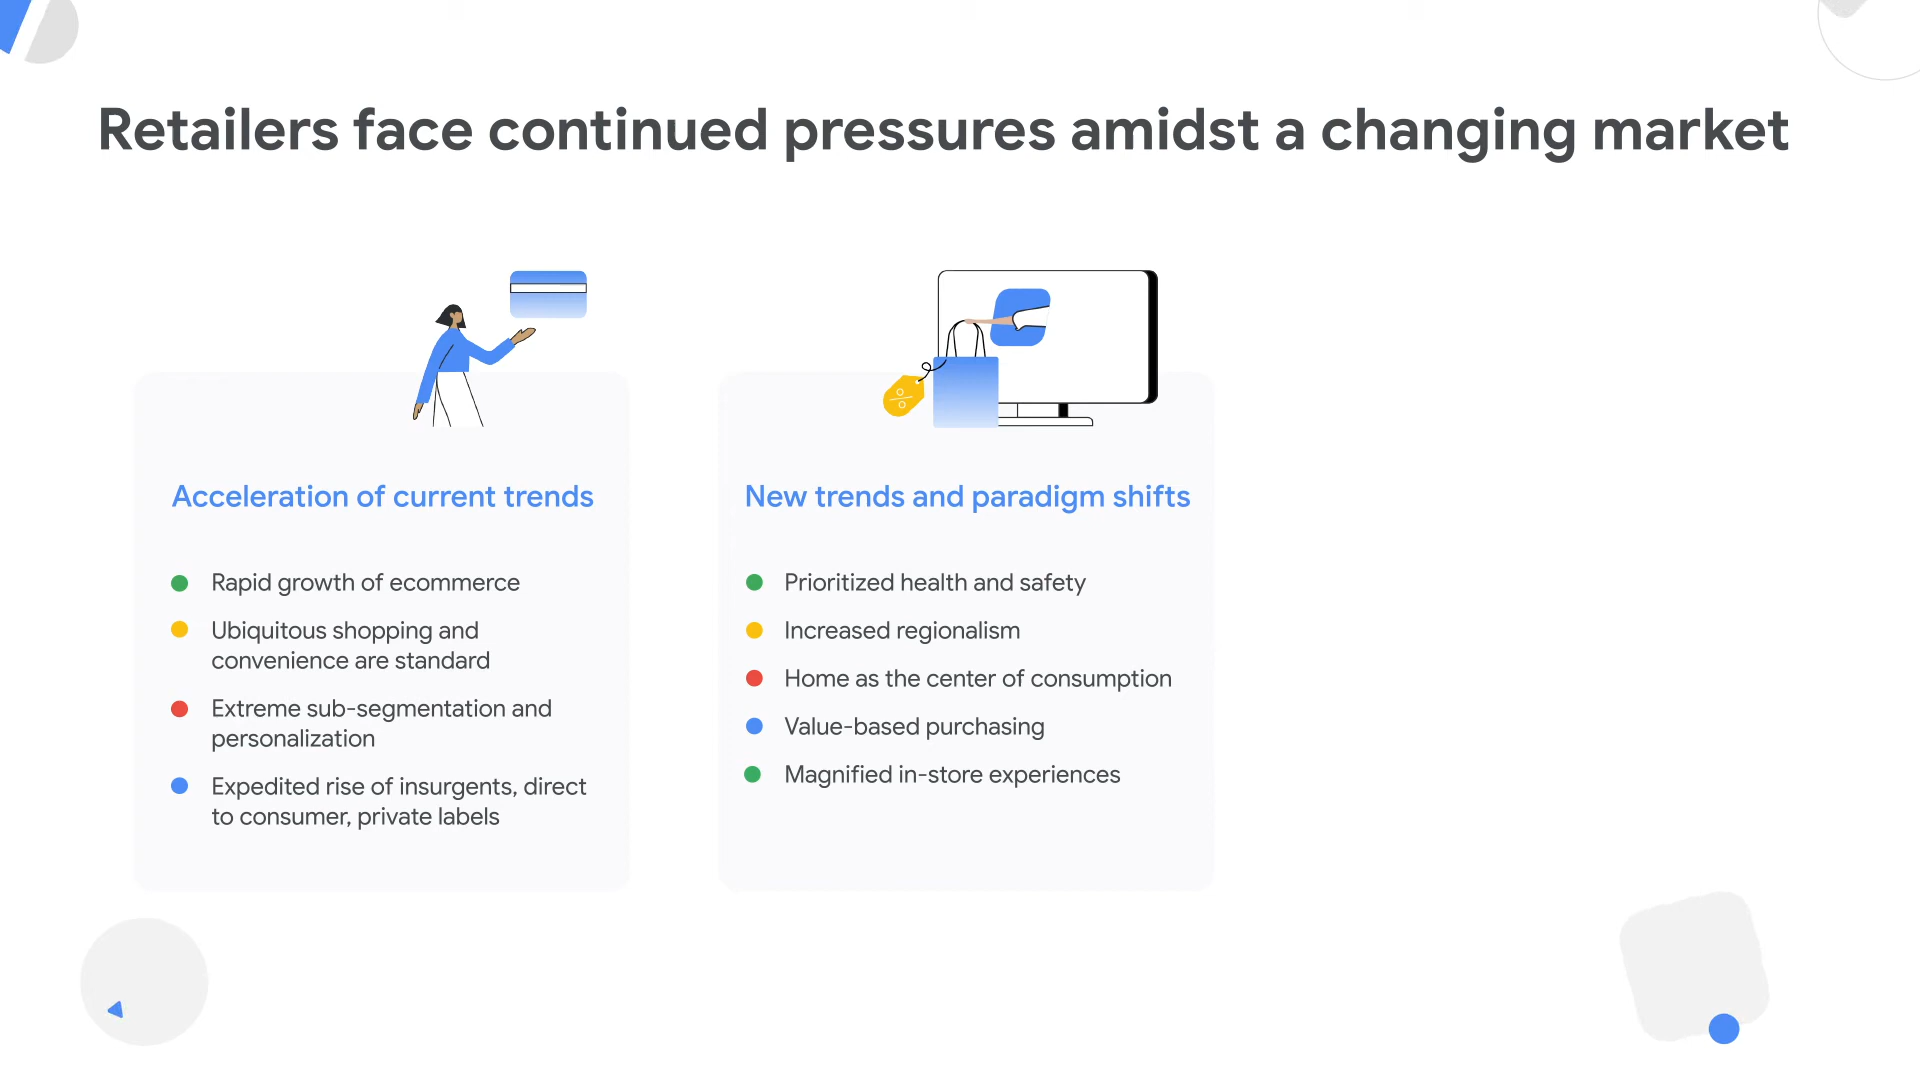 Retailers face continued pressures amidst a changing market
%
Acceleration of current trends
Rapid growth of ecommerce
Ubiquitous shopping and
convenience are standard
Extreme sub-segmentation and
personalization
Expedited rise of insurgents, direct
to consumer, private labels
New trends and paradigm shifts
Prioritized health and safety
Increased regionalism
Home as the center of consumption
Value-based purchasing
Magnified in-store experiences